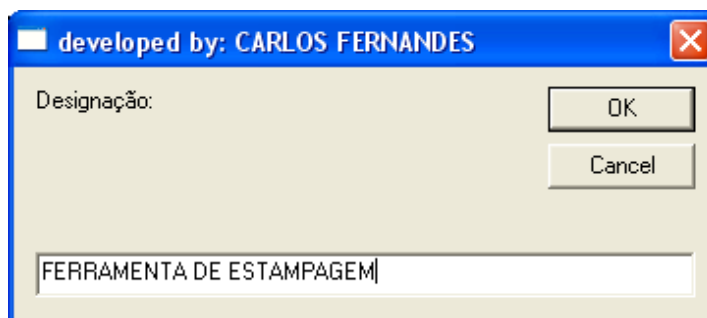 developed by: CARLOS FERNANDES
Designação:
OK
Cancel
FERRAMENTA DE ESTAMPAGEM